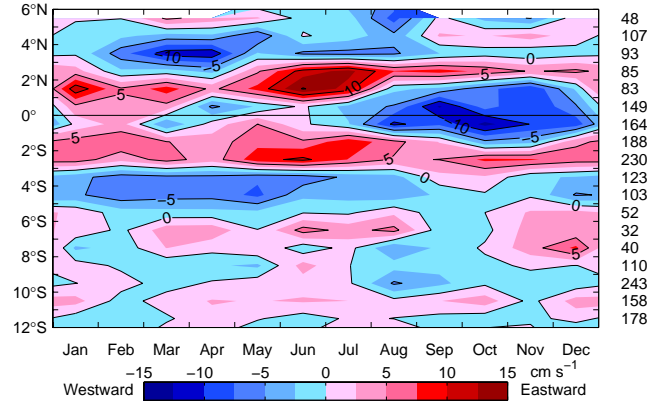 6°N 48
107
4°N 93
85
2°N 83
149
0° 164
188
2°S 230
123
4°S 103
52
6°S 32
40
8°S 110
243
10°S 158
178
12°S
−10
−5
0
5
10
5
5
−10
−5
5
0
−5
0
0
5
Jan Feb Mar Apr May Jun Jul Aug Sep Oct Nov Dec
−15 −10 −5 0 5 10 15 cm s⁻¹
Westward Eastward